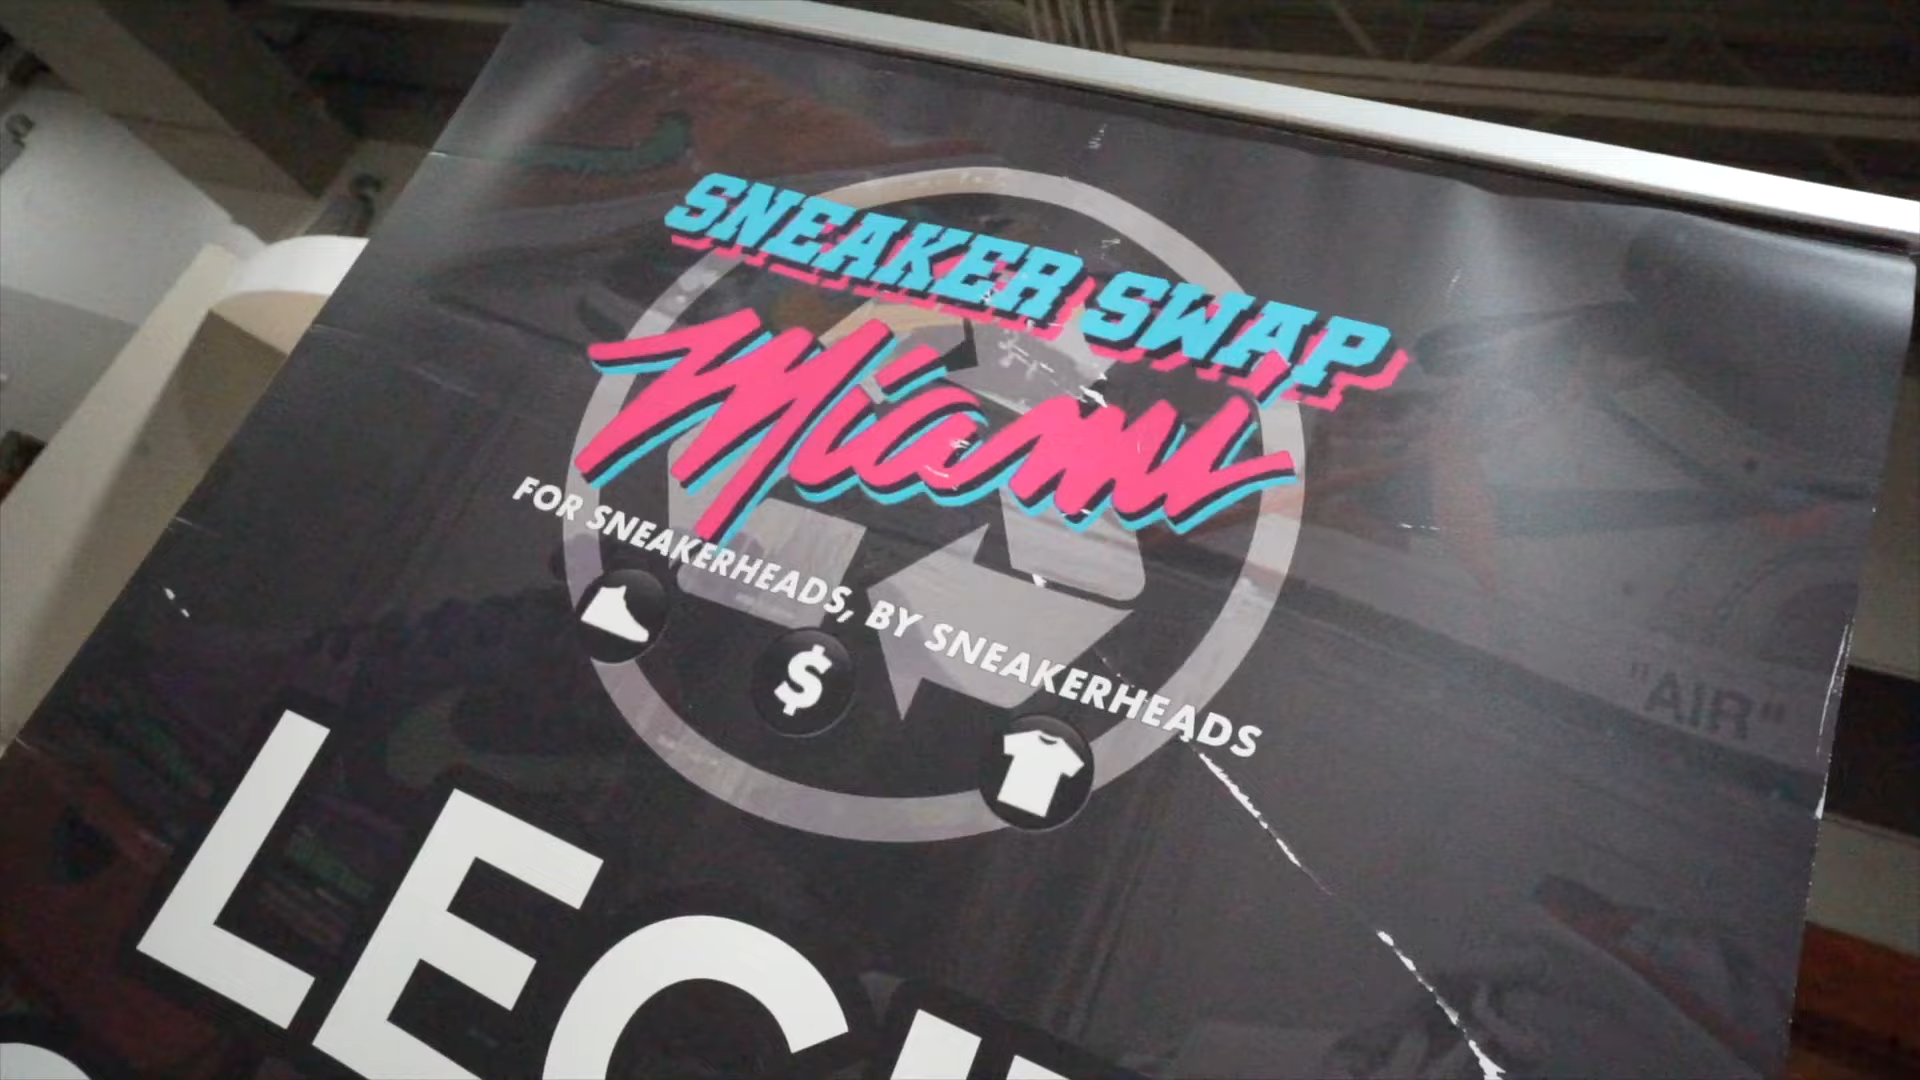 SNEAKER SWAP
Miami
FOR SNEAKERHEADS, BY SNEAKERHEADS
$
"AIR"